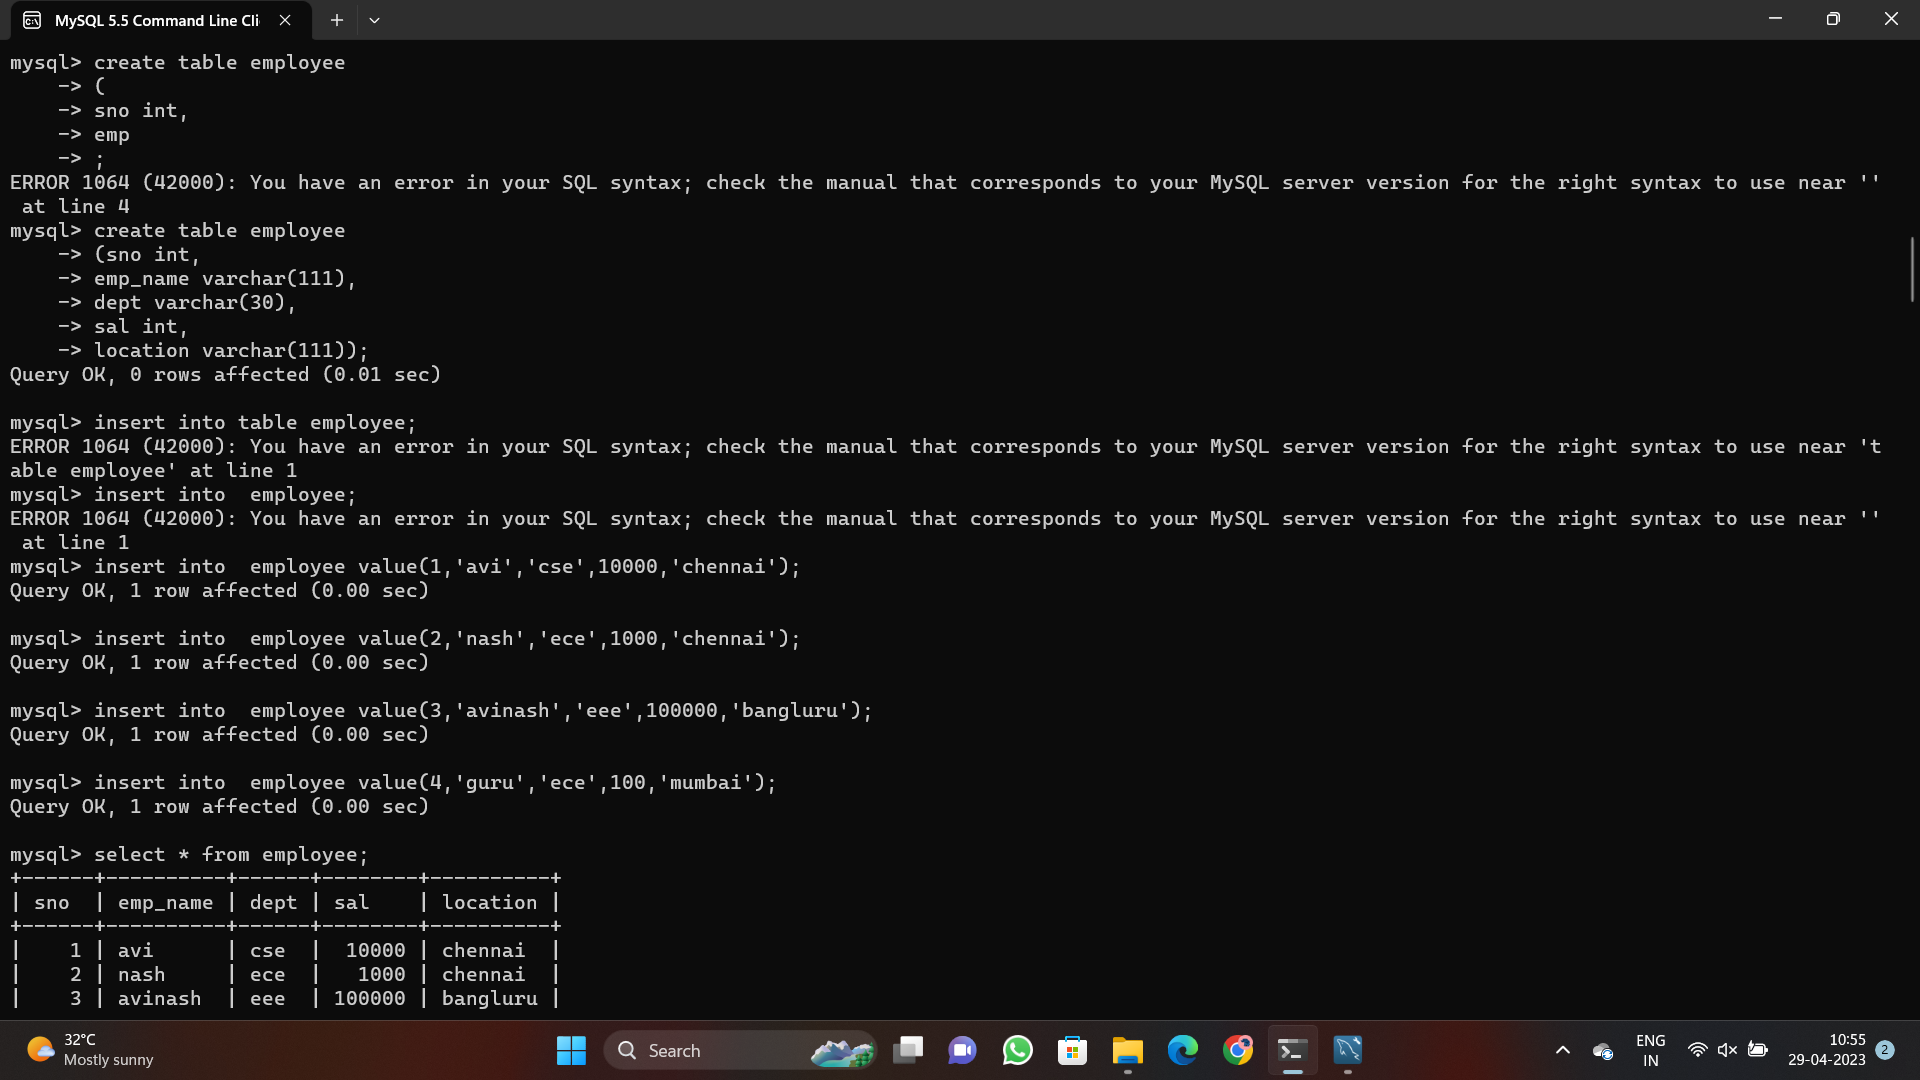 MySQL 5.5 Command Line Cli
mysql> create table employee
    -> (
    -> sno int,
    -> emp
    -> ;
ERROR 1064 (42000): You have an error in your SQL syntax; check the manual that corresponds to your MySQL server version for the right syntax to use near ''
 at line 4
mysql> create table employee
    -> (sno int,
    -> emp_name varchar(111),
    -> dept varchar(30),
    -> sal int,
    -> location varchar(111));
Query OK, 0 rows affected (0.01 sec)
mysql> insert into table employee;
ERROR 1064 (42000): You have an error in your SQL syntax; check the manual that corresponds to your MySQL server version for the right syntax to use near 't
able employee' at line 1
mysql> insert into  employee;
ERROR 1064 (42000): You have an error in your SQL syntax; check the manual that corresponds to your MySQL server version for the right syntax to use near ''
 at line 1
mysql> insert into  employee value(1,'avi','cse',10000,'chennai');
Query OK, 1 row affected (0.00 sec)
mysql> insert into  employee value(2,'nash','ece',1000,'chennai');
Query OK, 1 row affected (0.00 sec)
mysql> insert into  employee value(3,'avinash','eee',100000,'bangluru');
Query OK, 1 row affected (0.00 sec)
mysql> insert into  employee value(4,'guru','ece',100,'mumbai');
Query OK, 1 row affected (0.00 sec)
mysql> select * from employee;
+------+----------+------+--------+----------+
| sno  | emp_name | dept | sal    | location |
+------+----------+------+--------+----------+
|    1 | avi      | cse  |  10000 | chennai  |
|    2 | nash     | ece  |   1000 | chennai  |
|    3 | avinash  | eee  | 100000 | bangluru |
32°C
Mostly sunny
Search
ENG
IN
10:55
29-04-2023
2